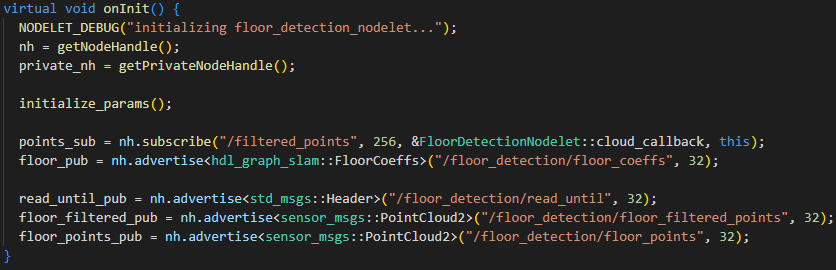 virtual void onInit() {
NODELET_DEBUG("initializing floor_detection_nodelet...");
nh = getNodeHandle();
private_nh = getPrivateNodeHandle();
initialize_params();
points_sub = nh.subscribe("/filtered_points", 256, &FloorDetectionNodelet::cloud_callback, this);
floor_pub = nh.advertise<hdl_graph_slam::FloorCoeffs>("/floor_detection/floor_coeffs", 32);
read_until_pub = nh.advertise<std_msgs::Header>("/floor_detection/read_until", 32);
floor_filtered_pub = nh.advertise<sensor_msgs::PointCloud2>("/floor_detection/floor_filtered_points", 32);
floor_points_pub = nh.advertise<sensor_msgs::PointCloud2>("/floor_detection/floor_points", 32);
}